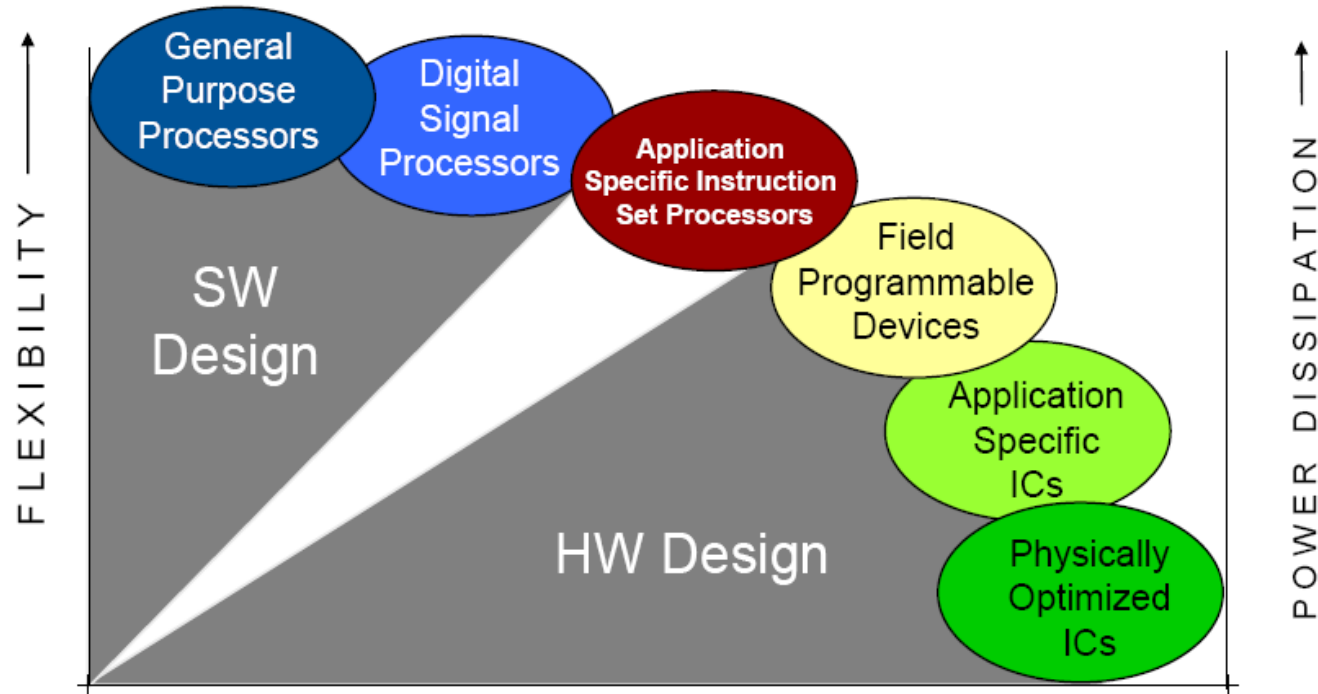 FLEXIBILITY
General
Purpose
Processors
Digital
Signal
Processors
Application
Specific Instruction
Set Processors
Field
Programmable
Devices
Application
Specific
ICs
Physically
Optimized
ICs
SW
Design
HW Design
POWER DISSIPATION